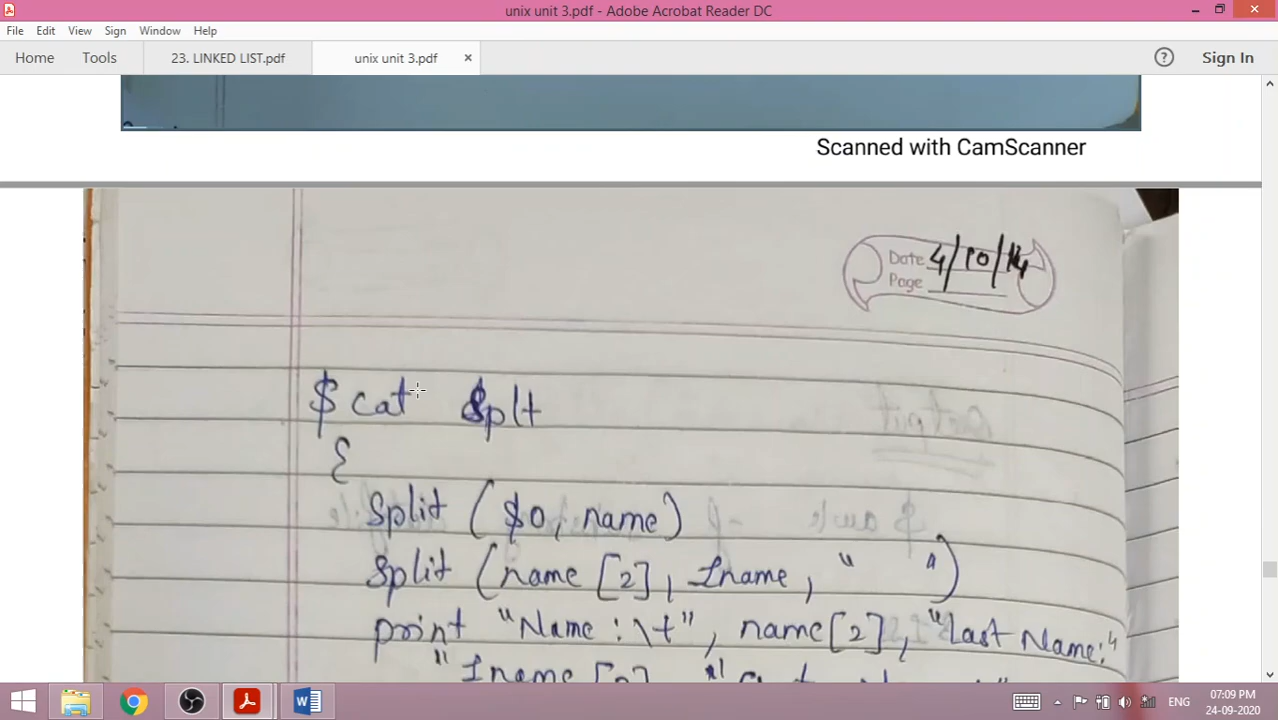 unix unit 3.pdf - Adobe Acrobat Reader DC
File Edit View Sign Window Help
Home Tools 23. LINKED LIST.pdf unix unit 3.pdf × ? Sign In
Scanned with CamScanner
Date 4/10/14
Page
$ cat Splt
{
Split ($0, name)
Split (name [2], Iname, " ")
print "Name : \t", name[2], "last Name:"
ENG 07:09 PM
24-09-2020